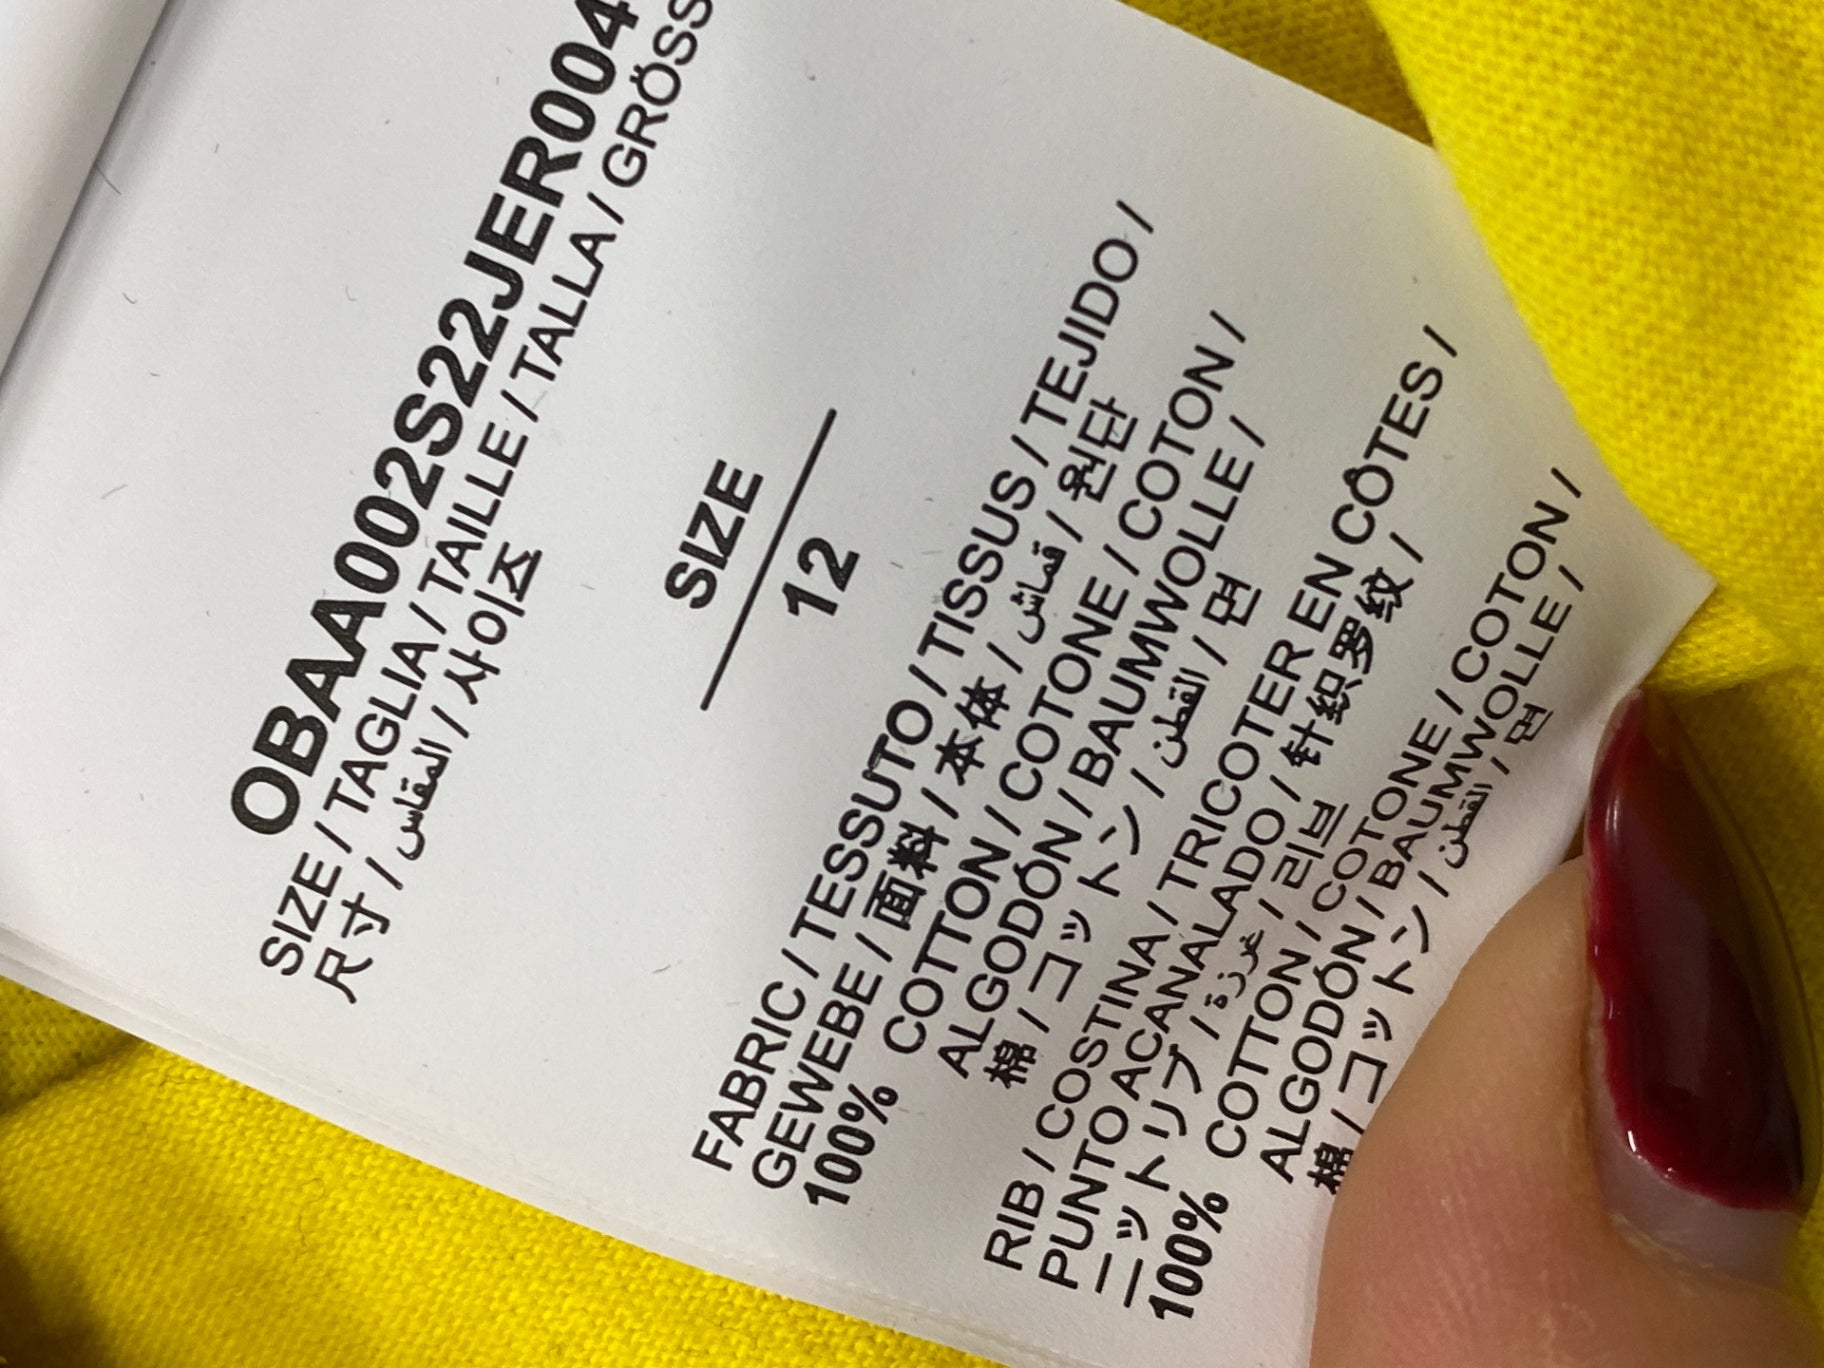 OBAA002S22JER004
SIZE / TAGLIA / TAILLE / TALLA / GRÖSS
尺寸 / المقاس / 사이즈
SIZE
12
FABRIC / TESSUTO / TISSUS / TEJIDO /
GEWEBE / 面料 / 本体 / قماش / 원단
100% COTTON / COTONE / COTON /
ALGODÓN / BAUMWOLLE /
棉 / コットン / القطن / 면
RIB / COSTINA / TRICOTER EN CÔTES /
PUNTO ACANALADO / 针织罗纹 /
ニットリブ / غرزة / 리브
100% COTTON / COTONE / COTON /
ALGODÓN / BAUMWOLLE /
棉 / コットン / القطن / 면